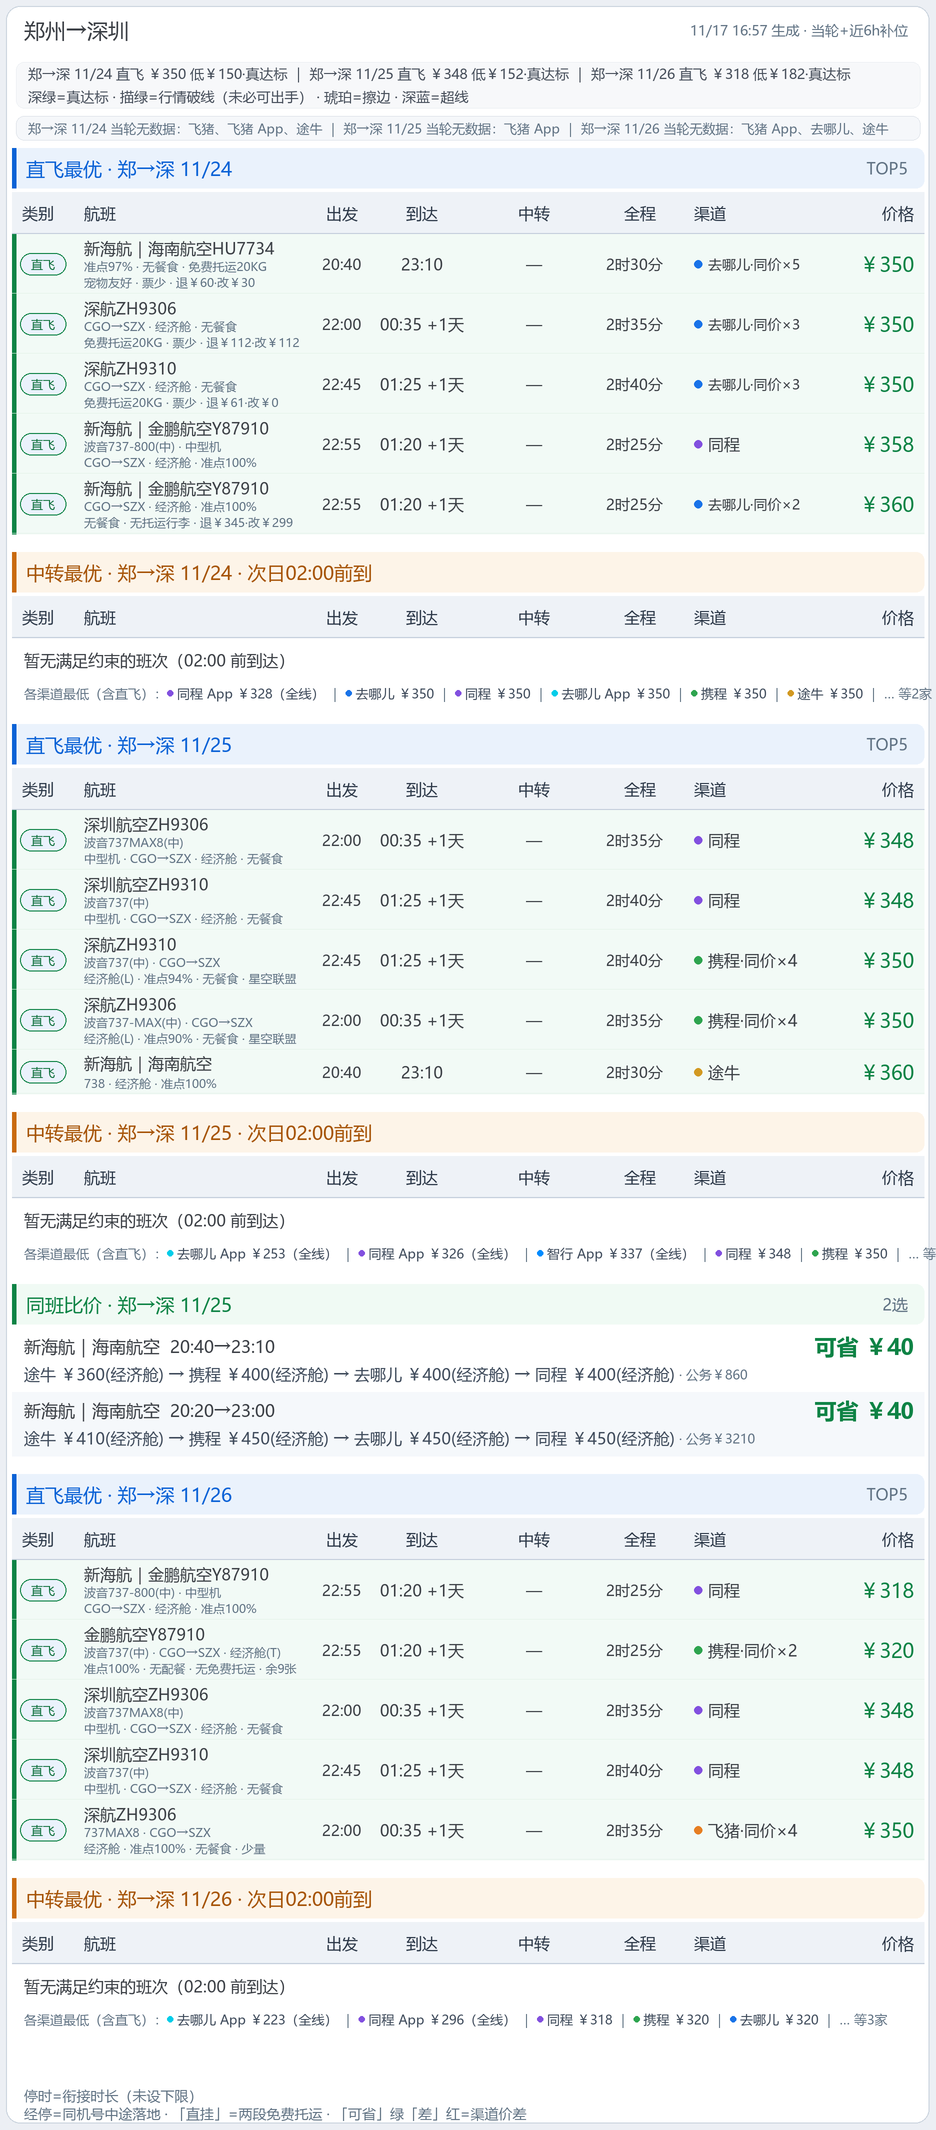 郑州→深圳
11/17 16:57 生成 · 当轮+近6h补位
郑→深 11/24 直飞 ￥350 低￥150·真达标 | 郑→深 11/25 直飞 ￥348 低￥152·真达标 | 郑→深 11/26 直飞 ￥318 低￥182·真达标
深绿=真达标 · 描绿=行情破线（未必可出手） · 琥珀=擦边 · 深蓝=超线
郑→深 11/24 当轮无数据：飞猪、飞猪 App、途牛 | 郑→深 11/25 当轮无数据：飞猪 App | 郑→深 11/26 当轮无数据：飞猪 App、去哪儿、途牛
直飞最优 · 郑→深 11/24 TOP5
类别 航班 出发 到达 中转 全程 渠道 价格
新海航 | 海南航空HU7734
直飞 准点97% · 无餐食 · 免费托运20KG 20:40 23:10 — 2时30分 去哪儿·同价×5 ￥350
宠物友好 · 票少 · 退￥60·改￥30
深航ZH9306
直飞 CGO→SZX · 经济舱 · 无餐食 22:00 00:35 +1天 — 2时35分 去哪儿·同价×3 ￥350
免费托运20KG · 票少 · 退￥112·改￥112
深航ZH9310
直飞 CGO→SZX · 经济舱 · 无餐食 22:45 01:25 +1天 — 2时40分 去哪儿·同价×3 ￥350
免费托运20KG · 票少 · 退￥61·改￥0
新海航 | 金鹏航空Y87910
直飞 波音737-800(中) · 中型机 22:55 01:20 +1天 — 2时25分 同程 ￥358
CGO→SZX · 经济舱 · 准点100%
新海航 | 金鹏航空Y87910
直飞 CGO→SZX · 经济舱 · 准点100% 22:55 01:20 +1天 — 2时25分 去哪儿·同价×2 ￥360
无餐食 · 无托运行李 · 退￥345·改￥299
中转最优 · 郑→深 11/24 · 次日02:00前到
类别 航班 出发 到达 中转 全程 渠道 价格
暂无满足约束的班次（02:00 前到达）
各渠道最低（含直飞）: 同程 App ￥328（全线） | 去哪儿 ￥350 | 同程 ￥350 | 去哪儿 App ￥350 | 携程 ￥350 | 途牛 ￥350 | … 等2家
直飞最优 · 郑→深 11/25 TOP5
类别 航班 出发 到达 中转 全程 渠道 价格
深圳航空ZH9306
直飞 波音737MAX8(中) 22:00 00:35 +1天 — 2时35分 同程 ￥348
中型机 · CGO→SZX · 经济舱 · 无餐食
深圳航空ZH9310
直飞 波音737(中) 22:45 01:25 +1天 — 2时40分 同程 ￥348
中型机 · CGO→SZX · 经济舱 · 无餐食
深航ZH9310
直飞 波音737(中) · CGO→SZX 22:45 01:25 +1天 — 2时40分 携程·同价×4 ￥350
经济舱(L) · 准点94% · 无餐食 · 星空联盟
深航ZH9306
直飞 波音737-MAX(中) · CGO→SZX 22:00 00:35 +1天 — 2时35分 携程·同价×4 ￥350
经济舱(L) · 准点90% · 无餐食 · 星空联盟
新海航 | 海南航空
直飞 738 · 经济舱 · 准点100% 20:40 23:10 — 2时30分 途牛 ￥360
中转最优 · 郑→深 11/25 · 次日02:00前到
类别 航班 出发 到达 中转 全程 渠道 价格
暂无满足约束的班次（02:00 前到达）
各渠道最低（含直飞）: 去哪儿 App ￥253（全线） | 同程 App ￥326（全线） | 智行 App ￥337（全线） | 同程 ￥348 | 携程 ￥350 | … 等
同班比价 · 郑→深 11/25 2选
新海航 | 海南航空 20:40→23:10 可省 ￥40
途牛 ￥360(经济舱) → 携程 ￥400(经济舱) → 去哪儿 ￥400(经济舱) → 同程 ￥400(经济舱) · 公务￥860
新海航 | 海南航空 20:20→23:00 可省 ￥40
途牛 ￥410(经济舱) → 携程 ￥450(经济舱) → 去哪儿 ￥450(经济舱) → 同程 ￥450(经济舱) · 公务￥3210
直飞最优 · 郑→深 11/26 TOP5
类别 航班 出发 到达 中转 全程 渠道 价格
新海航 | 金鹏航空Y87910
直飞 波音737-800(中) · 中型机 22:55 01:20 +1天 — 2时25分 同程 ￥318
CGO→SZX · 经济舱 · 准点100%
金鹏航空Y87910
直飞 波音737(中) · CGO→SZX · 经济舱(T) 22:55 01:20 +1天 — 2时25分 携程·同价×2 ￥320
准点100% · 无配餐 · 无免费托运 · 余9张
深圳航空ZH9306
直飞 波音737MAX8(中) 22:00 00:35 +1天 — 2时35分 同程 ￥348
中型机 · CGO→SZX · 经济舱 · 无餐食
深圳航空ZH9310
直飞 波音737(中) 22:45 01:25 +1天 — 2时40分 同程 ￥348
中型机 · CGO→SZX · 经济舱 · 无餐食
深航ZH9306
直飞 737MAX8 · CGO→SZX 22:00 00:35 +1天 — 2时35分 飞猪·同价×4 ￥350
经济舱 · 准点100% · 无餐食 · 少量
中转最优 · 郑→深 11/26 · 次日02:00前到
类别 航班 出发 到达 中转 全程 渠道 价格
暂无满足约束的班次（02:00 前到达）
各渠道最低（含直飞）: 去哪儿 App ￥223（全线） | 同程 App ￥296（全线） | 同程 ￥318 | 携程 ￥320 | 去哪儿 ￥320 | … 等3家
停时=衔接时长（未设下限）
经停=同机号中途落地 · 「直挂」=两段免费托运 · 「可省」绿「差」红=渠道价差